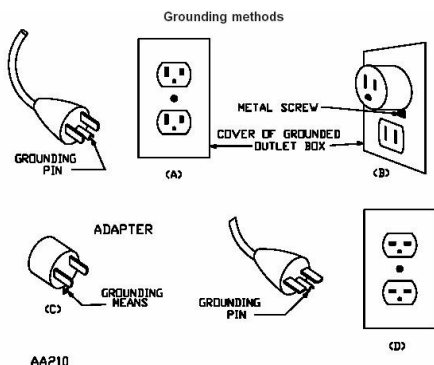 Grounding methods
METAL SCREW
GROUNDING
PIN
COVER OF GROUNDED
OUTLET BOX
(A)
(B)
ADAPTER
GROUNDING
MEANS
(C)
GROUNDING
PIN
(D)
AA210